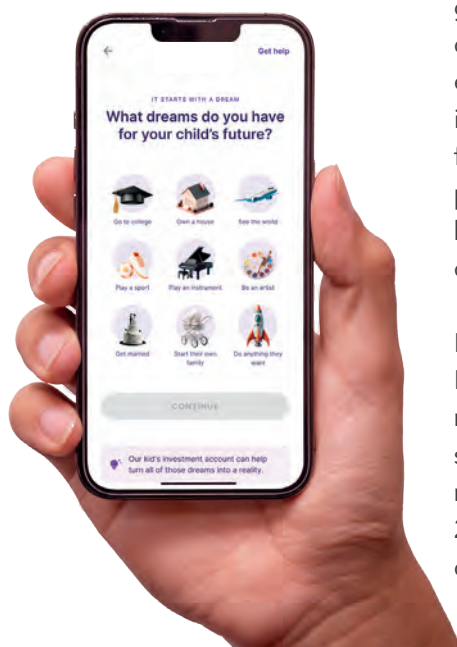 Get help
IT STARTS WITH A DREAM
What dreams do you have
for your child's future?
Go to college Own a house See the world
Play a sport Play an instrument Be an artist
Get married Start their own family Do anything they want
CONTINUE
Our kid's investment account can help
turn all of those dreams into a reality.